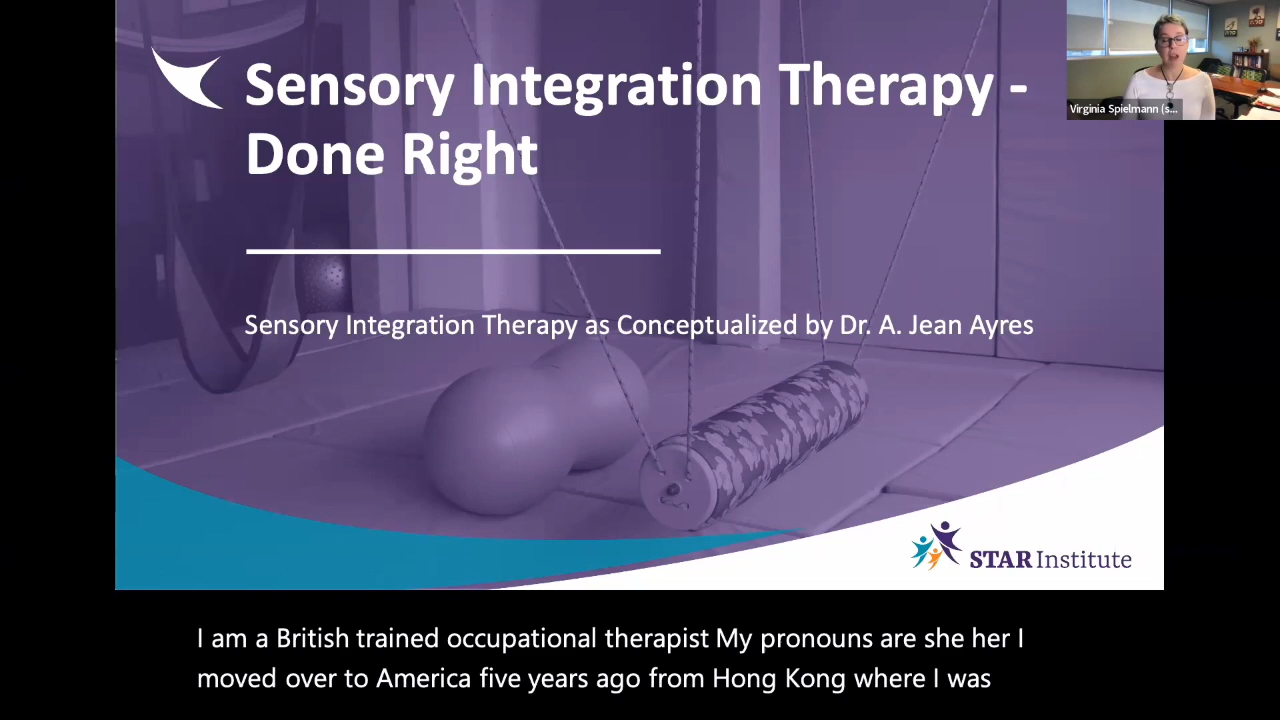 Sensory Integration Therapy -
Done Right
Virginia Spielmann (s...
Sensory Integration Therapy as Conceptualized by Dr. A. Jean Ayres
STAR Institute
I am a British trained occupational therapist My pronouns are she her I
moved over to America five years ago from Hong Kong where I was